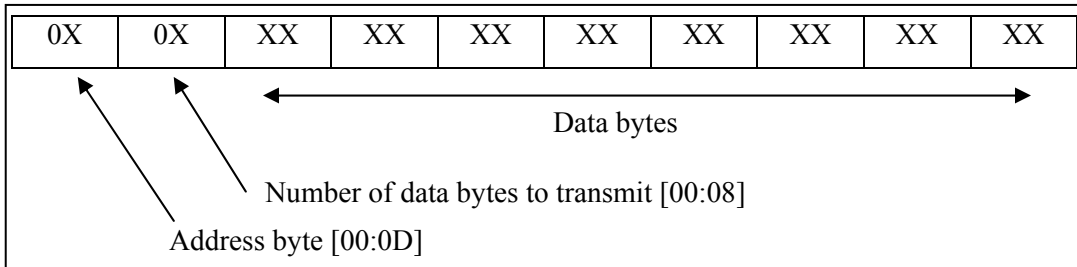 0X 0X XX XX XX XX XX XX XX XX
Data bytes
Number of data bytes to transmit [00:08]
Address byte [00:0D]